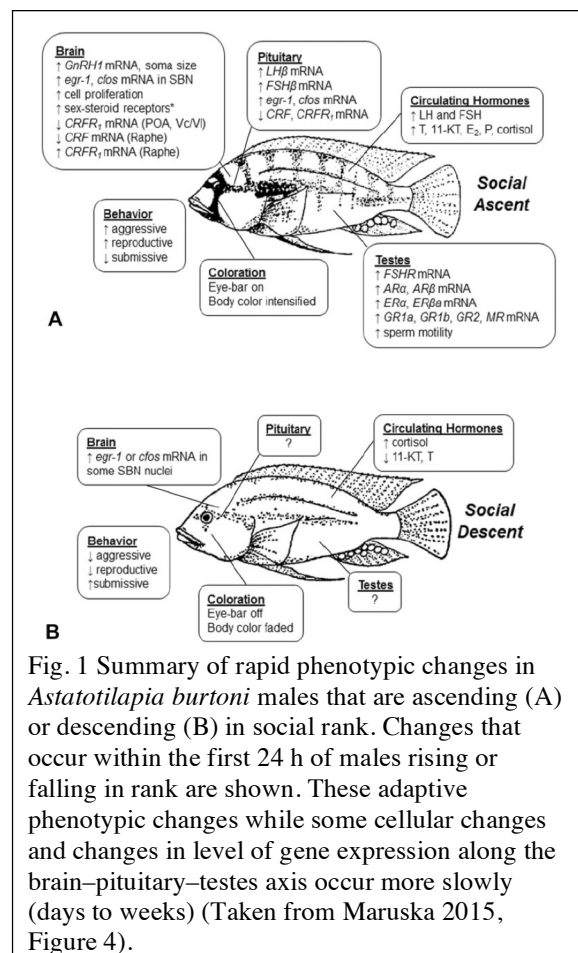 Brain
↑ GnRH1 mRNA, soma size
↑ egr-1, cfos mRNA in SBN
↑ cell proliferation
↑ sex-steroid receptors*
↓ CRFR₁ mRNA (POA, Vc/Vl)
↓ CRF mRNA (Raphe)
↑ CRFR₁ mRNA (Raphe)
Pituitary
↑ LHβ mRNA
↑ FSHβ mRNA
↑ egr-1, cfos mRNA
↓ CRF, CRFR₁ mRNA
Circulating Hormones
↑ LH and FSH
↑ T, 11-KT, E₂, P, cortisol
Social
Ascent
Behavior
↑ aggressive
↑ reproductive
↓ submissive
Coloration
Eye-bar on
Body color intensified
Testes
↑ FSHR mRNA
↑ ARα, ARβ mRNA
↑ ERα, ERβa mRNA
↑ GR1a, GR1b, GR2, MR mRNA
↑ sperm motility
A
Brain
↑ egr-1 or cfos mRNA in
some SBN nuclei
Pituitary
?
Circulating Hormones
↑ cortisol
↓ 11-KT, T
Social
Descent
Behavior
↓ aggressive
↓ reproductive
↑submissive
Coloration
Eye-bar off
Body color faded
Testes
?
B
Fig. 1 Summary of rapid phenotypic changes in
Astatotilapia burtoni males that are ascending (A)
or descending (B) in social rank. Changes that
occur within the first 24 h of males rising or
falling in rank are shown. These adaptive
phenotypic changes while some cellular changes
and changes in level of gene expression along the
brain–pituitary–testes axis occur more slowly
(days to weeks) (Taken from Maruska 2015,
Figure 4).